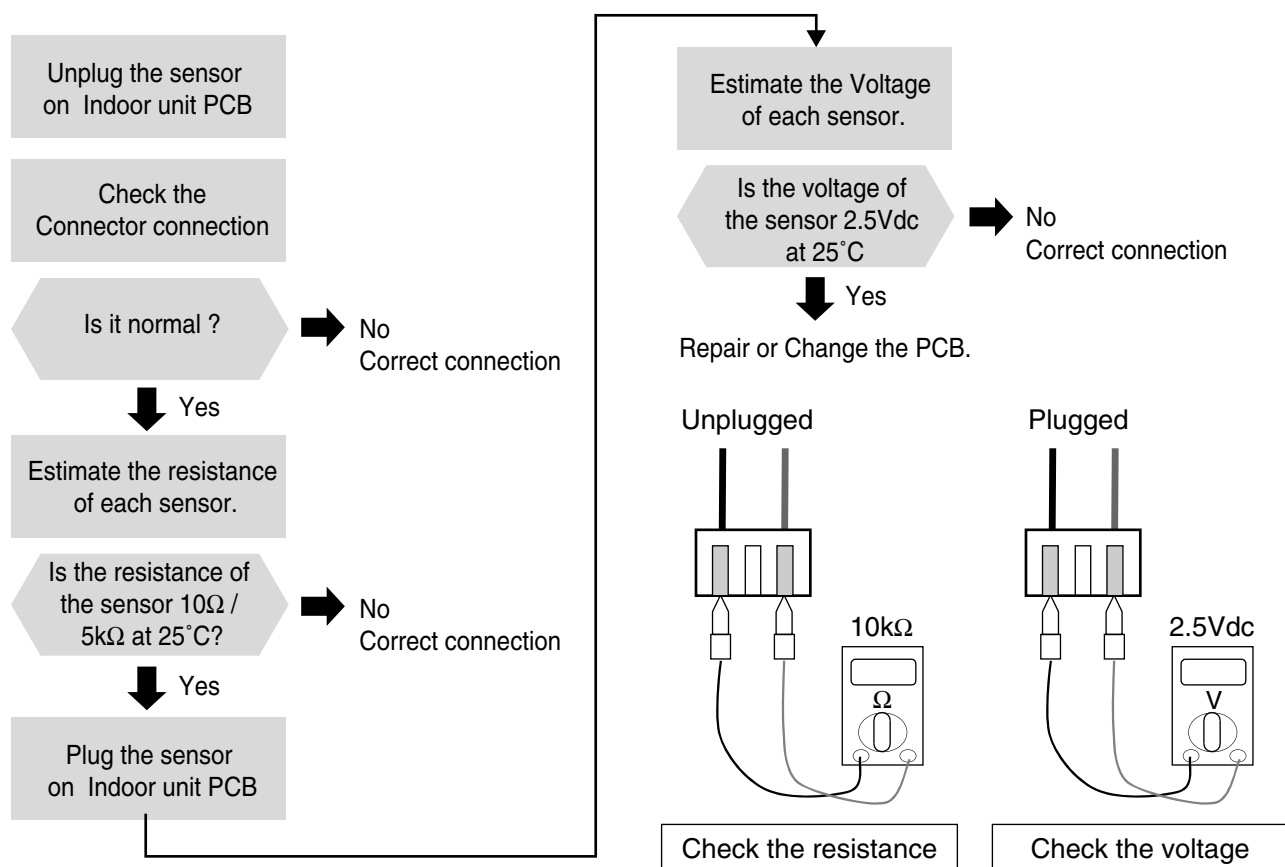 Unplug the sensor
on Indoor unit PCB
Check the
Connector connection
Is it normal ?
No
Correct connection
Yes
Estimate the resistance
of each sensor.
Is the resistance of
the sensor 10Ω /
5kΩ at 25˚C?
No
Correct connection
Yes
Plug the sensor
on Indoor unit PCB
Estimate the Voltage
of each sensor.
Is the voltage of
the sensor 2.5Vdc
at 25˚C
No
Correct connection
Yes
Repair or Change the PCB.
Unplugged
10kΩ
Ω
Check the resistance
Plugged
2.5Vdc
V
Check the voltage